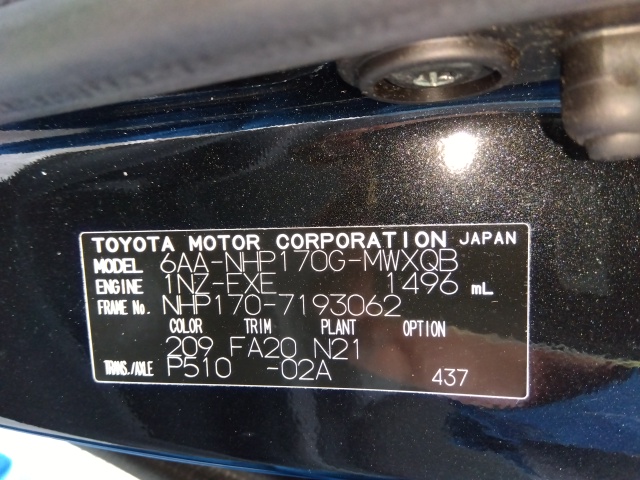 TOYOTA MOTOR CORPORATION JAPAN
MODEL 6AA-NHP170G-MWXQB
ENGINE 1NZ-FXE 1496 mL
FRAME No. NHP170-7193062
COLOR TRIM PLANT OPTION
209 FA20 N21
TRANS./AXLE P510 -02A 437